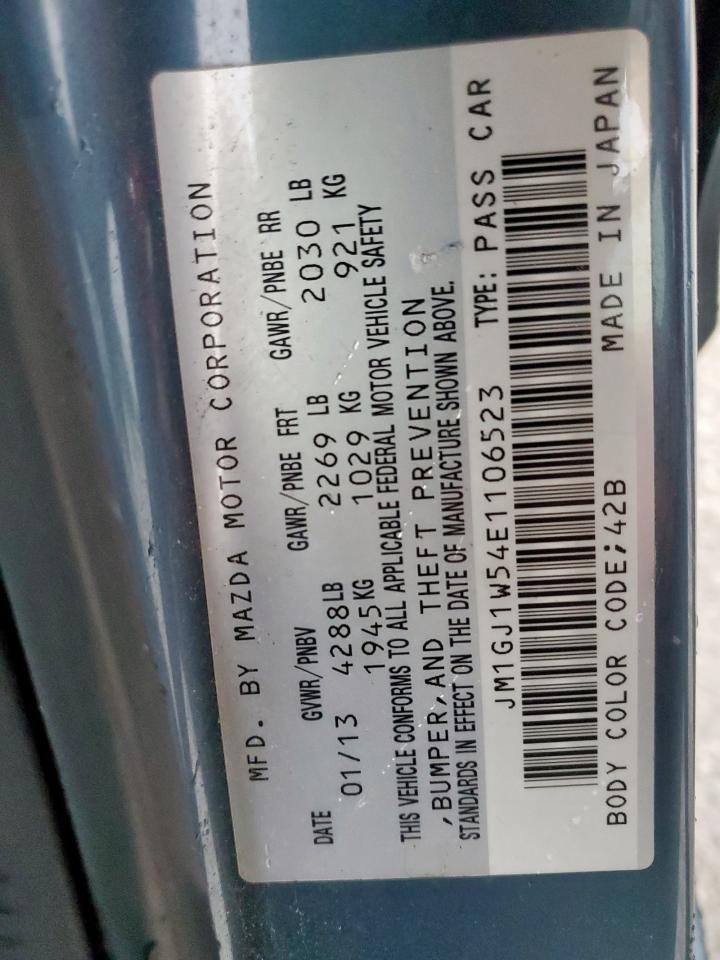 MFD. BY MAZDA MOTOR CORPORATION
DATE GVWR/PNBV GAWR/PNBE FRT GAWR/PNBE RR
01/13 4288LB 2269 LB 2030 LB
1945KG 1029 KG 921 KG
THIS VEHICLE CONFORMS TO ALL APPLICABLE FEDERAL MOTOR VEHICLE SAFETY
,BUMPER,AND THEFT PREVENTION
STANDARDS IN EFFECT ON THE DATE OF MANUFACTURE SHOWN ABOVE.
JM1GJ1W54E1106523 TYPE: PASS CAR
BODY COLOR CODE;42B MADE IN JAPAN